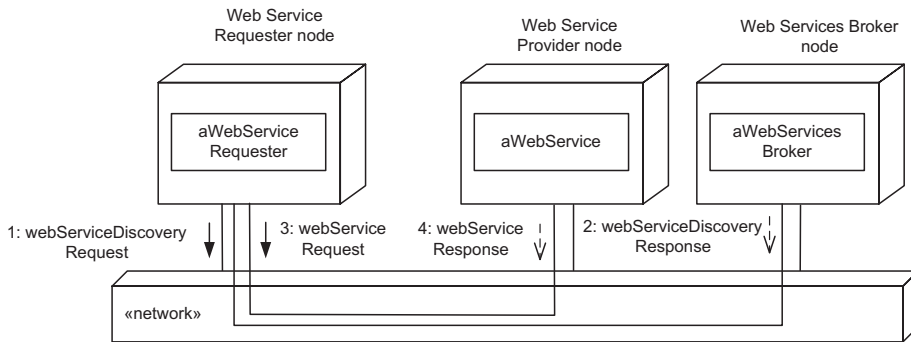 Web Service
Requester node
Web Service
Provider node
Web Services Broker
node
aWebService
Requester
aWebService
aWebServices
Broker
1: webServiceDiscovery
Request
3: webService
Request
4: webService
Response
2: webServiceDiscovery
Response
«network»